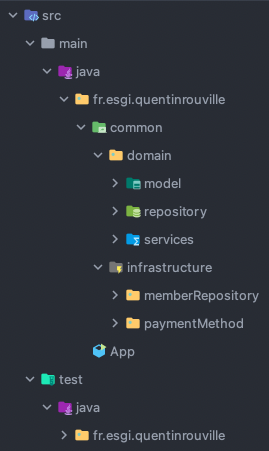 src
main
java
fr.esgi.quentinrouville
common
domain
model
repository
services
infrastructure
memberRepository
paymentMethod
App
test
java
fr.esgi.quentinrouville